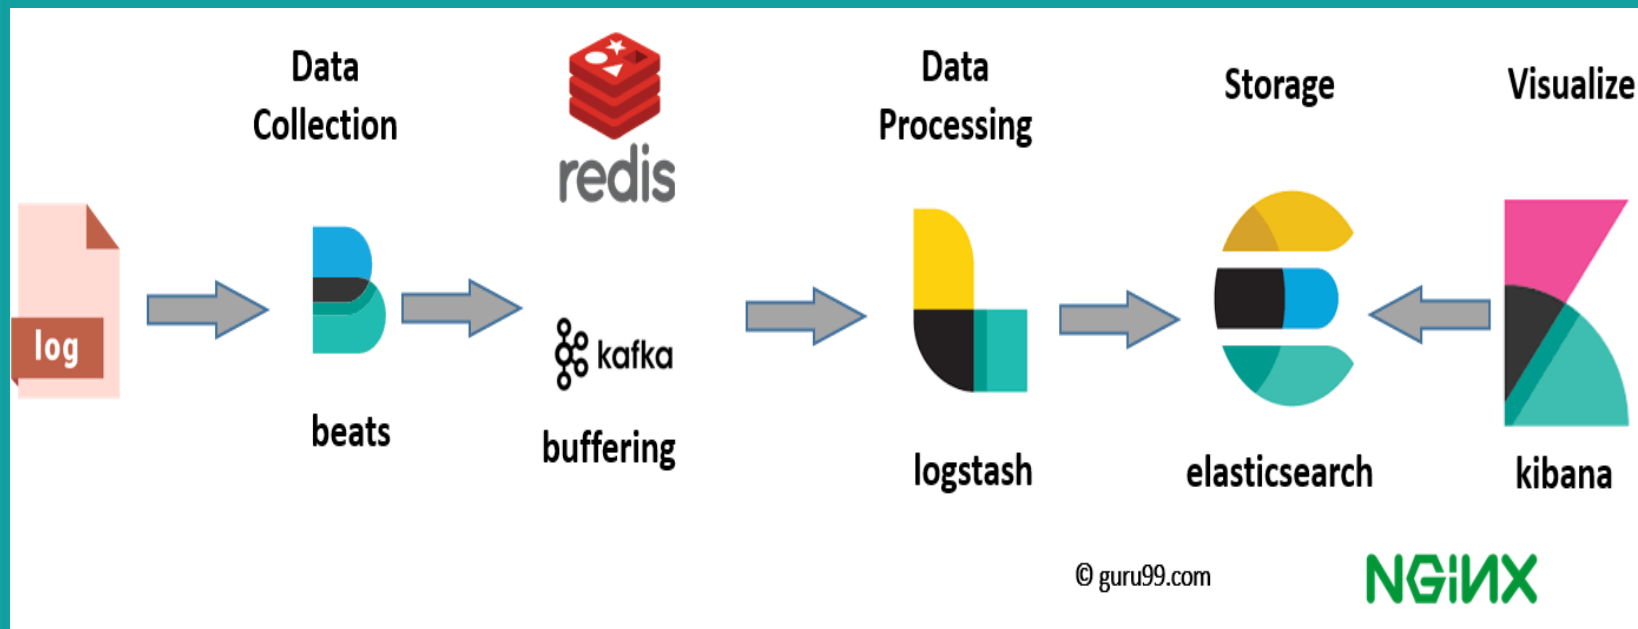 Data
Collection
redis
Data
Processing
Storage
Visualize
log
beats
kafka
buffering
logstash
elasticsearch
kibana
© guru99.com
NGiNX